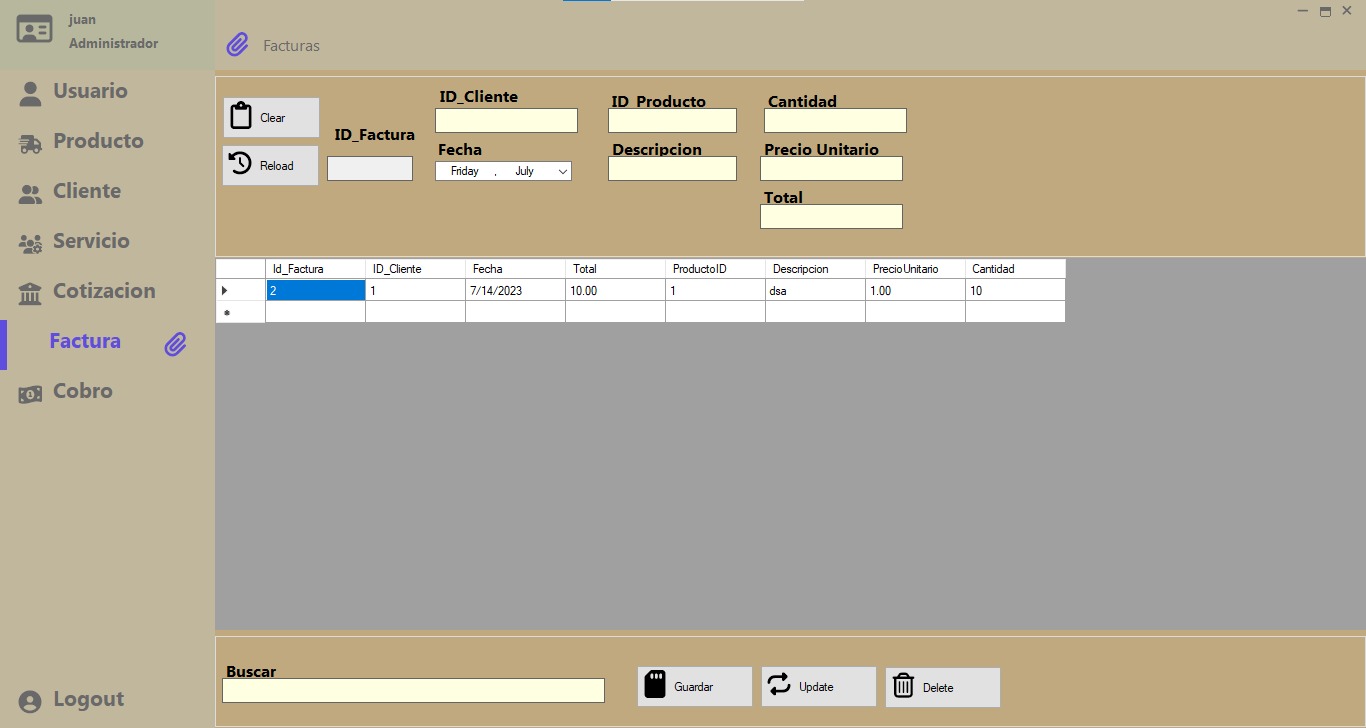 juan
Administrador
Facturas
Usuario
Producto
Cliente
Servicio
Cotizacion
Factura
Cobro
Logout
Clear
Reload
ID_Factura
ID_Cliente
Fecha
Friday , July
ID_Producto
Descripcion
Cantidad
Precio Unitario
Total
Id_Factura ID_Cliente Fecha Total ProductoID Descripcion PrecioUnitario Cantidad
2 1 7/14/2023 10.00 1 dsa 1.00 10
Buscar
Guardar
Update
Delete